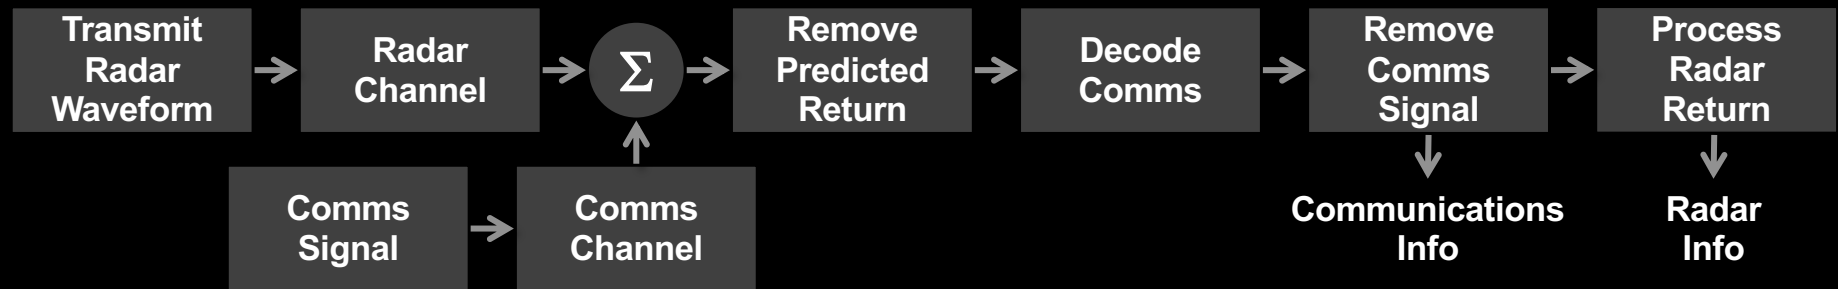 Transmit
Radar
Waveform
Radar
Channel
Σ
Remove
Predicted
Return
Decode
Comms
Remove
Comms
Signal
Process
Radar
Return
Comms
Signal
Comms
Channel
Communications
Info
Radar
Info